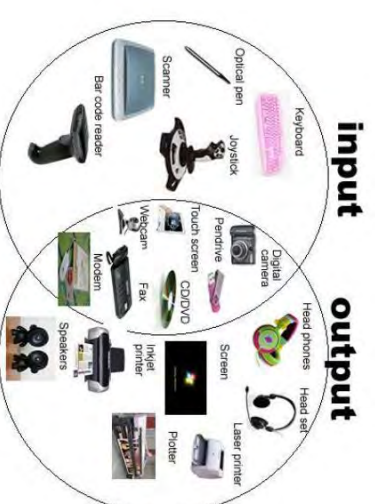 input
output
Keyboard
Optical pen
Joystick
Scanner
Bar code reader
Digital
camera
Pendrive
Touch screen
CD/DVD
Webcam
Fax
Modem
Head phones
Head set
Screen
Laser printer
Inkjet
printer
Plotter
Speakers